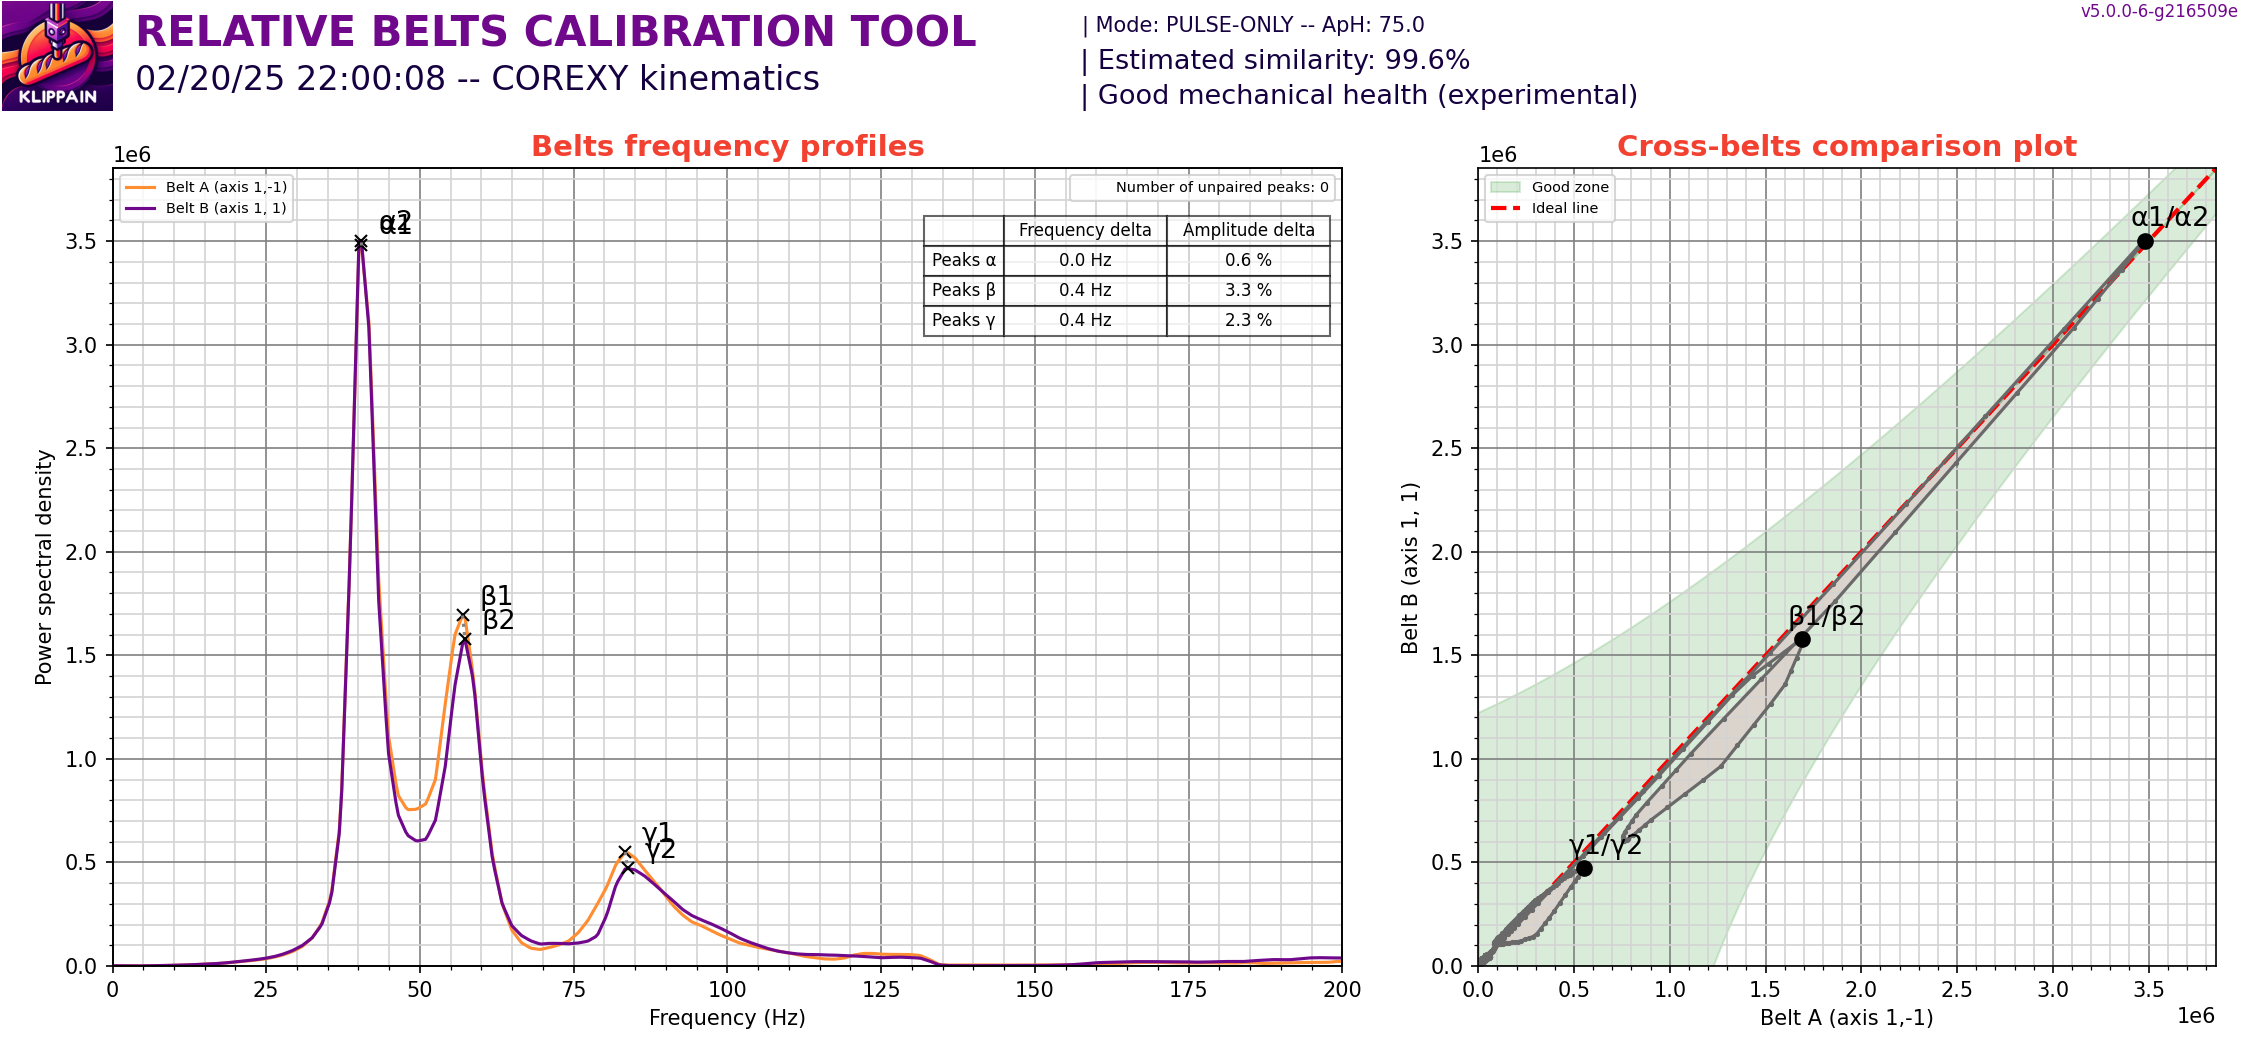 KLIPPAIN
RELATIVE BELTS CALIBRATION TOOL
02/20/25 22:00:08 -- COREXY kinematics
| Mode: PULSE-ONLY -- ApH: 75.0
| Estimated similarity: 99.6%
| Good mechanical health (experimental)
v5.0.0-6-g216509e
Belts frequency profiles
1e6
Belt A (axis 1,-1)
Belt B (axis 1, 1)
Number of unpaired peaks: 0
Frequency delta Amplitude delta
Peaks α 0.0 Hz 0.6 %
Peaks β 0.4 Hz 3.3 %
Peaks γ 0.4 Hz 2.3 %
α2
α1
β1
β2
γ1
γ2
3.5
3.0
2.5
2.0
1.5
1.0
0.5
0.0
Power spectral density
0 25 50 75 100 125 150 175 200
Frequency (Hz)
Cross-belts comparison plot
1e6
Good zone
Ideal line
α1/α2
β1/β2
γ1/γ2
3.5
3.0
2.5
2.0
1.5
1.0
0.5
0.0
Belt B (axis 1, 1)
0.0 0.5 1.0 1.5 2.0 2.5 3.0 3.5
Belt A (axis 1,-1)
1e6